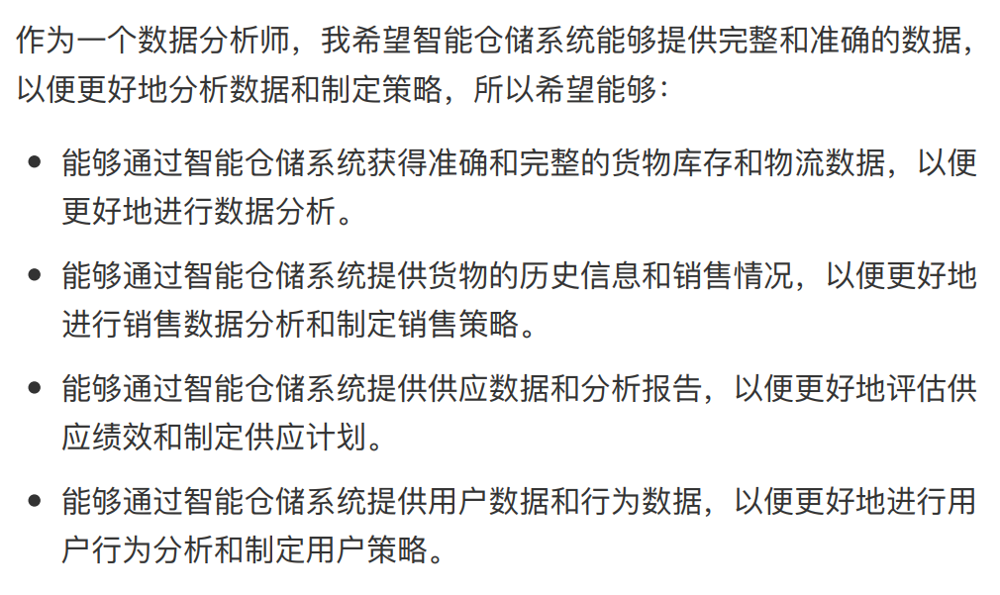 作为一个数据分析师，我希望智能仓储系统能够提供完整和准确的数据，
以便更好地分析数据和制定策略，所以希望能够：
能够通过智能仓储系统获得准确和完整的货物库存和物流数据，以便
更好地进行数据分析。
能够通过智能仓储系统提供货物的历史信息和销售情况，以便更好地
进行销售数据分析和制定销售策略。
能够通过智能仓储系统提供供应数据和分析报告，以便更好地评估供
应绩效和制定供应计划。
能够通过智能仓储系统提供用户数据和行为数据，以便更好地进行用
户行为分析和制定用户策略。